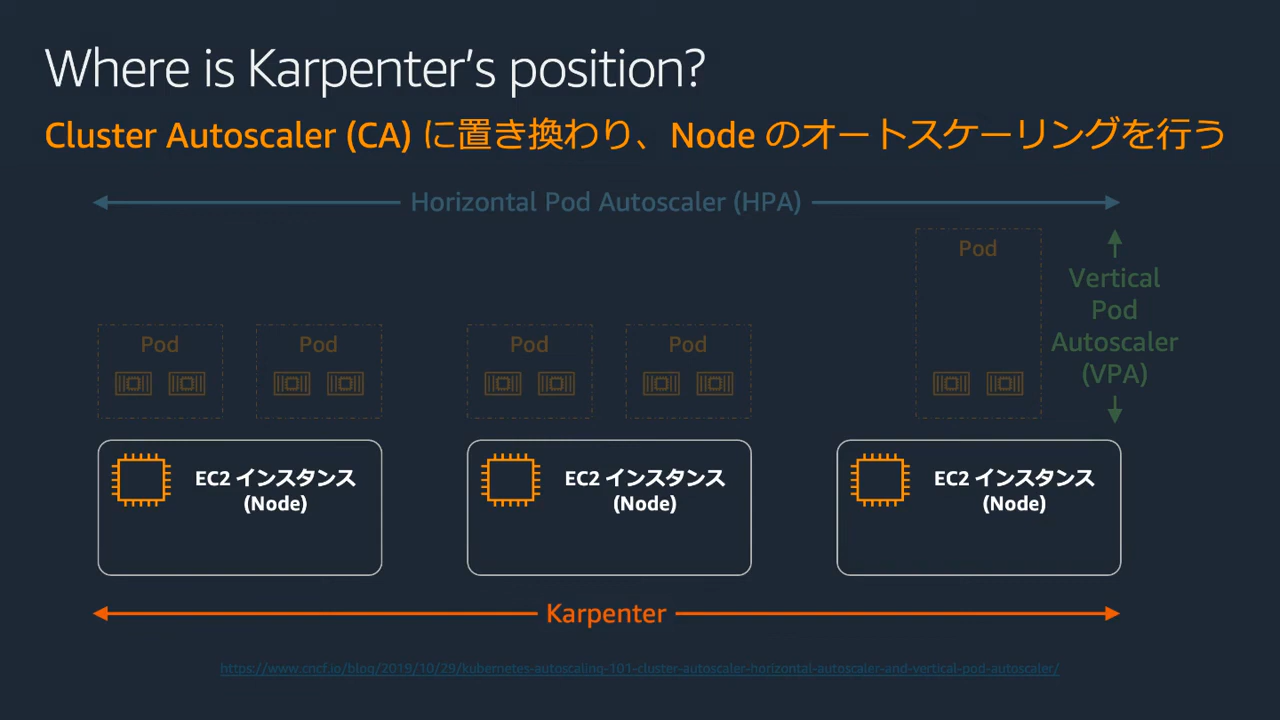 Where is Karpenter's position?
Cluster Autoscaler (CA) に置き換わり、Node のオートスケーリングを行う
Horizontal Pod Autoscaler (HPA)
Pod
Vertical
Pod
Autoscaler
(VPA)
Pod
Pod
Pod
Pod
EC2 インスタンス
(Node)
EC2 インスタンス
(Node)
EC2 インスタンス
(Node)
Karpenter
https://www.cncf.io/blog/2019/10/29/kubernetes-autoscaling-101-cluster-autoscaler-horizontal-autoscaler-and-vertical-pod-autoscaler/